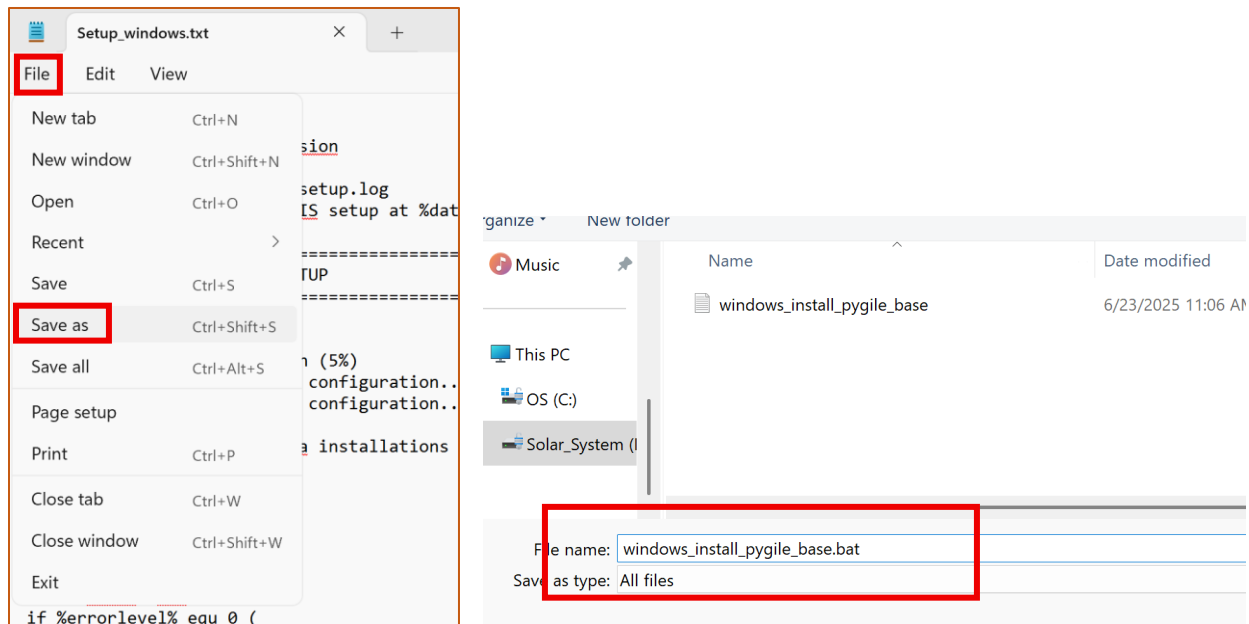 Setup_windows.txt
File Edit View
New tab Ctrl+N
New window Ctrl+Shift+N
Open Ctrl+O
Recent
Save Ctrl+S
Save as Ctrl+Shift+S
Save all Ctrl+Alt+S
Page setup
Print Ctrl+P
Close tab Ctrl+W
Close window Ctrl+Shift+W
Exit
sion
setup.log
IS setup at %dat
===============
TUP
===============
n (5%)
configuration..
configuration..
a installations
if %errorlevel% equ 0 (
rganize New folder
Music
This PC
OS (C:)
Solar_System (
Name Date modified
windows_install_pygile_base 6/23/2025 11:06 AM
File name: windows_install_pygile_base.bat
Save as type: All files